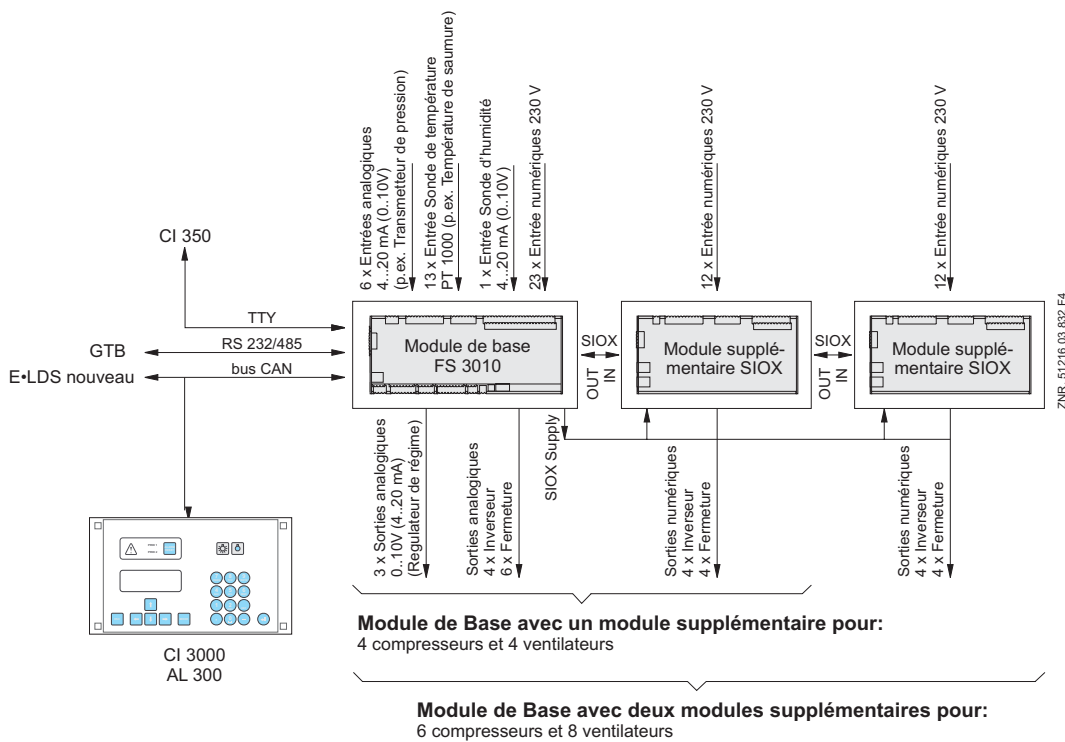 6 x Entrées analogiques
4...20 mA (0..10V)
(p.ex. Transmetteur de pression)
13 x Entrée Sonde de température
PT 1000 (p.ex. Température de saumure)
1 x Entrée Sonde d'humidité
4...20 mA (0..10V)
23 x Entrée numériques 230 V
12 x Entrée numériques 230 V
12 x Entrée numériques 230 V
CI 350
TTY
GTB
RS 232/485
E•LDS nouveau
bus CAN
Module de base
FS 3010
SIOX
OUT
IN
Module supplé-
mentaire SIOX
SIOX
OUT
IN
Module supplé-
mentaire SIOX
ZNR. 51216 03 832 F4
3 x Sorties analogiques
0..10V (4..20 mA)
(Regulateur de régime)
Sorties analogiques
4 x Inverseur
6x Fermeture
SIOX Supply
Sorties numériques
4 x Inverseur
4 x Fermeture
Sorties numériques
4 x Inverseur
4 x Fermeture
CI 3000
AL 300
Module de Base avec un module supplémentaire pour:
4 compresseurs et 4 ventilateurs
Module de Base avec deux modules supplémentaires pour:
6 compresseurs et 8 ventilateurs